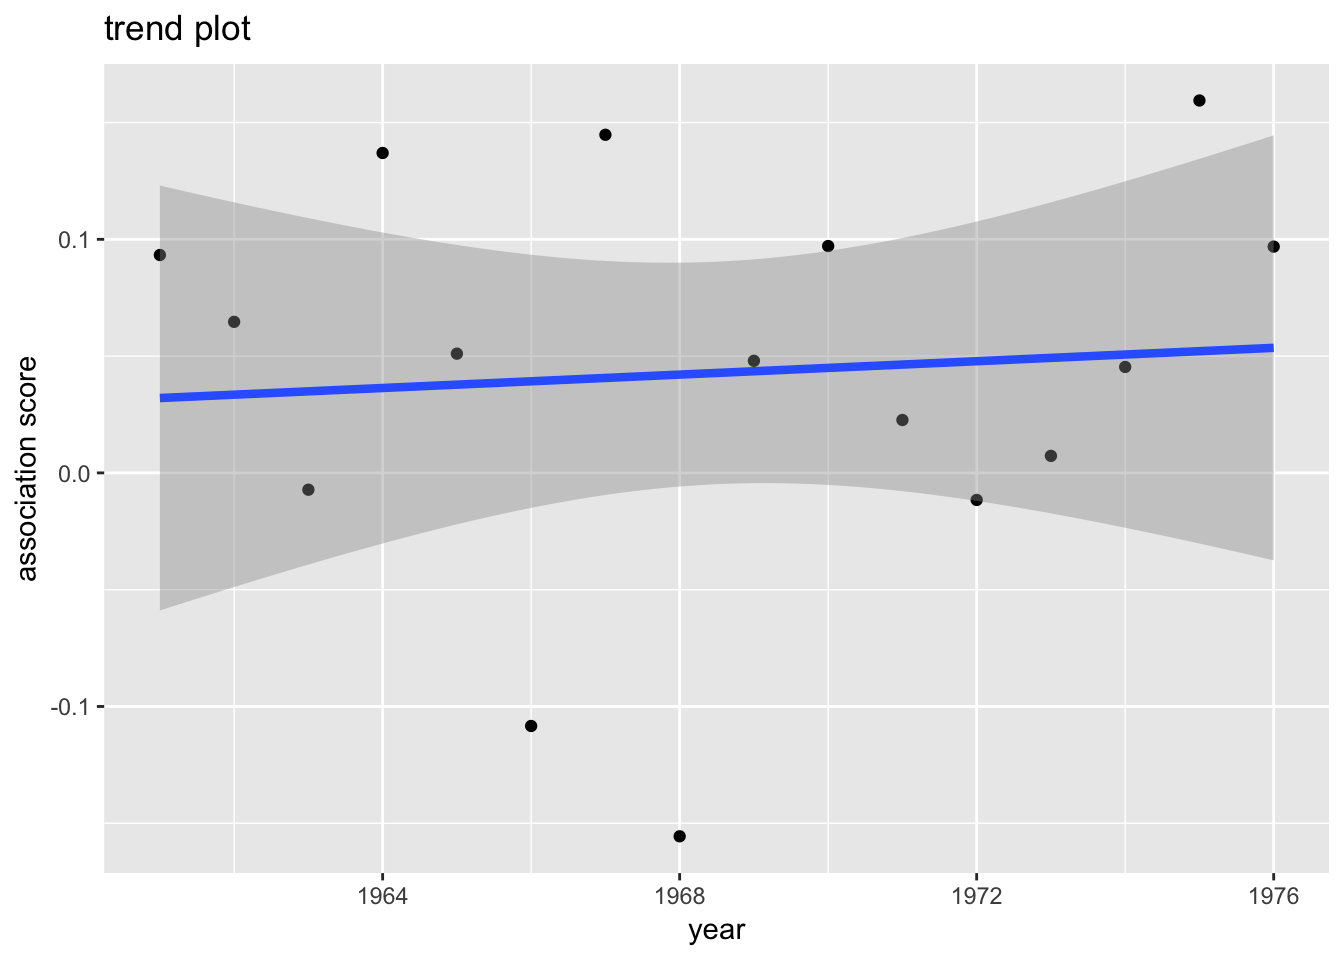 trend plot
association score
0.1
0.0
-0.1
1964 1968 1972 1976
year